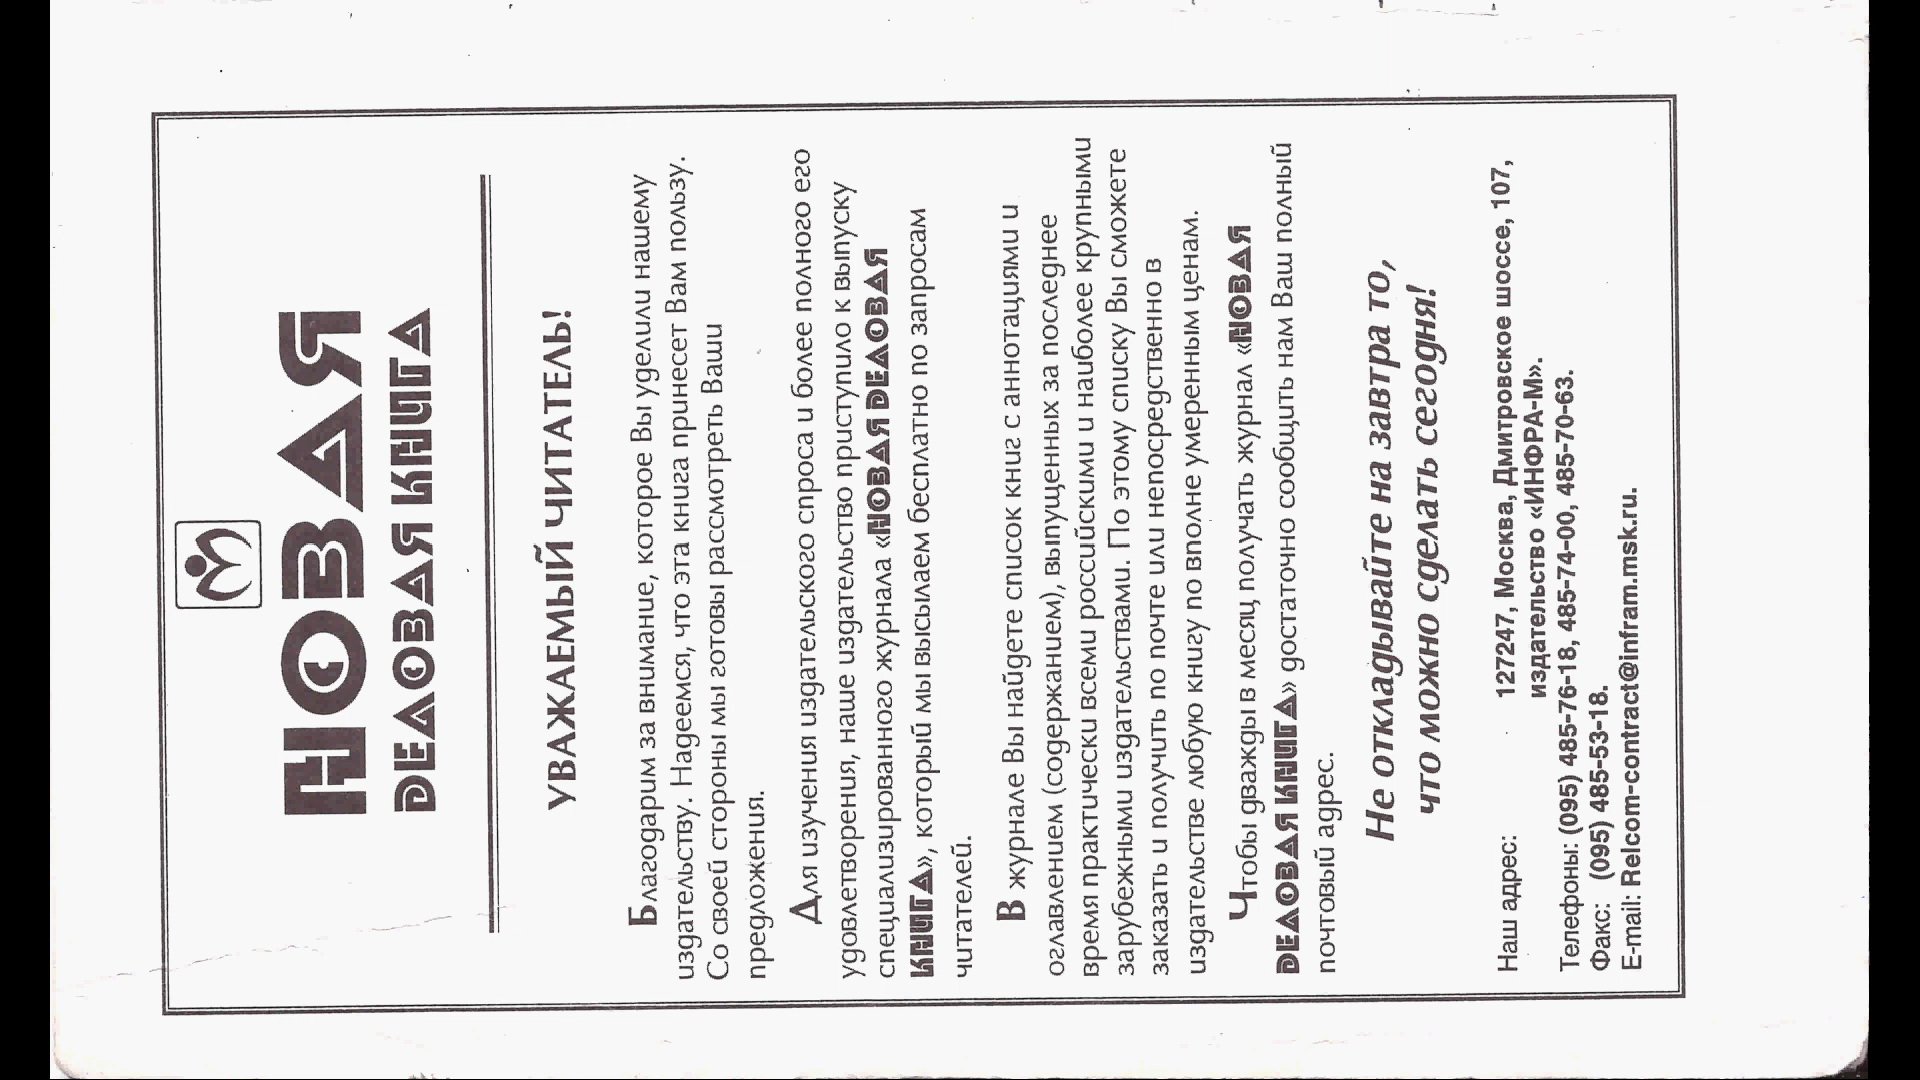 НОВАЯ
ДЕЛОВАЯ КНИГА
УВАЖАЕМЫЙ ЧИТАТЕЛЬ!
Благодарим за внимание, которое Вы уделили нашему
издательству. Надеемся, что эта книга принесет Вам пользу.
Со своей стороны мы готовы рассмотреть Ваши
предложения.
Для изучения издательского спроса и более полного его
удовлетворения, наше издательство приступило к выпуску
специализированного журнала «НОВАЯ ДЕЛОВАЯ
КНИГА», который мы высылаем бесплатно по запросам
читателей.
В журнале Вы найдете список книг с аннотациями и
оглавлением (содержанием), выпущенных за последнее
время практически всеми российскими и наиболее крупными
зарубежными издательствами. По этому списку Вы сможете
заказать и получить по почте или непосредственно в
издательстве любую книгу по вполне умеренным ценам.
Чтобы дважды в месяц получать журнал «НОВАЯ
ДЕЛОВАЯ КНИГА» достаточно сообщить нам Ваш полный
почтовый адрес.
Не откладывайте на завтра то,
что можно сделать сегодня!
Наш адрес: 127247, Москва, Дмитровское шоссе, 107,
издательство «ИНФРА-М».
Телефоны: (095) 485-76-18, 485-74-00, 485-70-63.
Факс: (095) 485-53-18.
E-mail: Relcom-contract@infram.msk.ru.